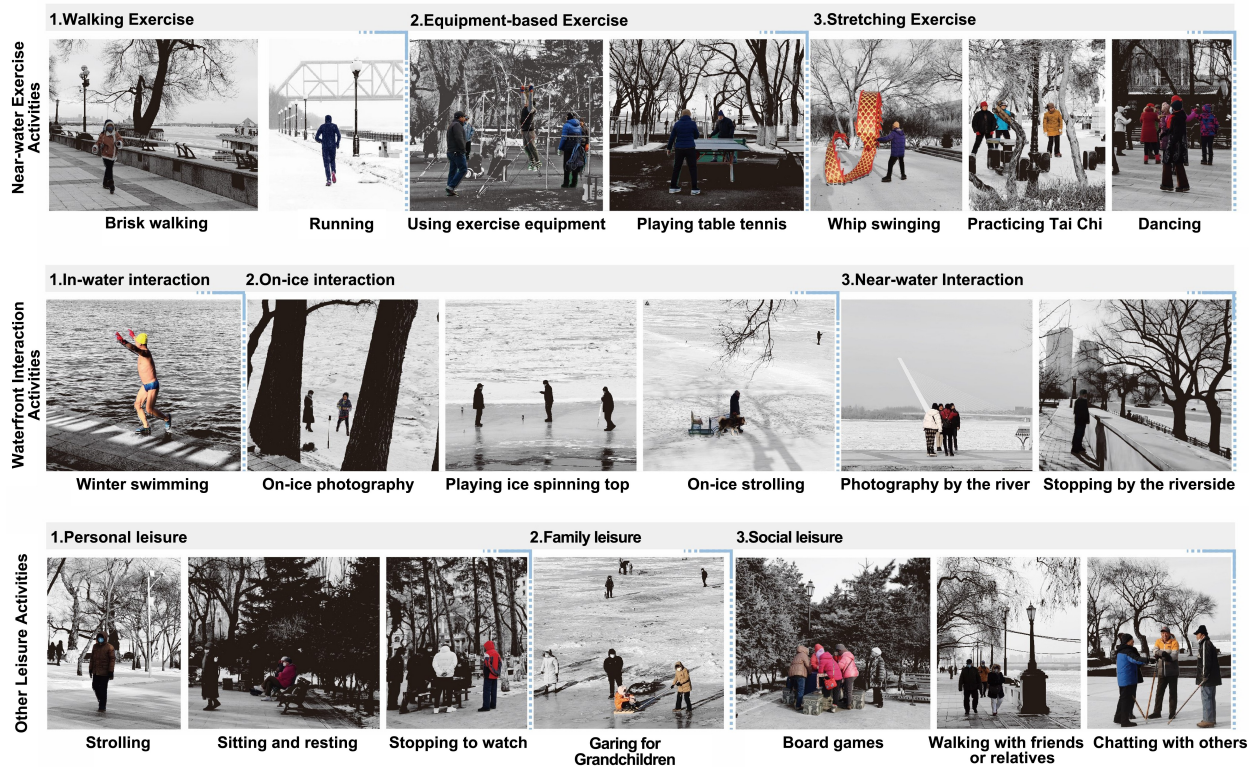 1.Walking Exercise
2.Equipment-based Exercise
3.Stretching Exercise
Near-water Exercise
Activities
Brisk walking
Running
Using exercise equipment
Playing table tennis
Whip swinging
Practicing Tai Chi
Dancing
1.In-water interaction
2.On-ice interaction
3.Near-water Interaction
Waterfront Interaction
Activities
Winter swimming
On-ice photography
Playing ice spinning top
On-ice strolling
Photography by the river
Stopping by the riverside
1.Personal leisure
2.Family leisure
3.Social leisure
Other Leisure Activities
Strolling
Sitting and resting
Stopping to watch
Garing for
Grandchildren
Board games
Walking with friends
or relatives
Chatting with others